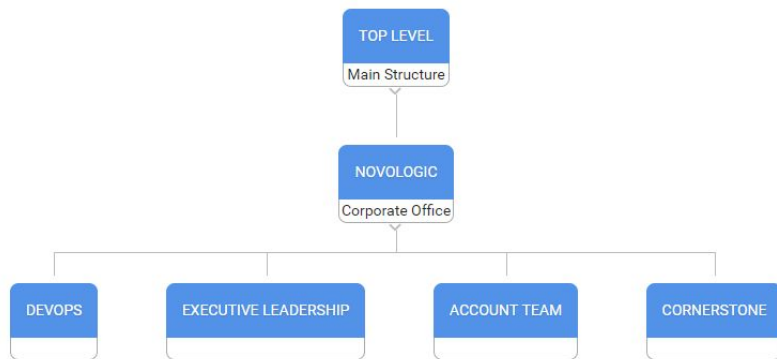 TOP LEVEL
Main Structure
NOVOLOGIC
Corporate Office
DEVOPS
EXECUTIVE LEADERSHIP
ACCOUNT TEAM
CORNERSTONE